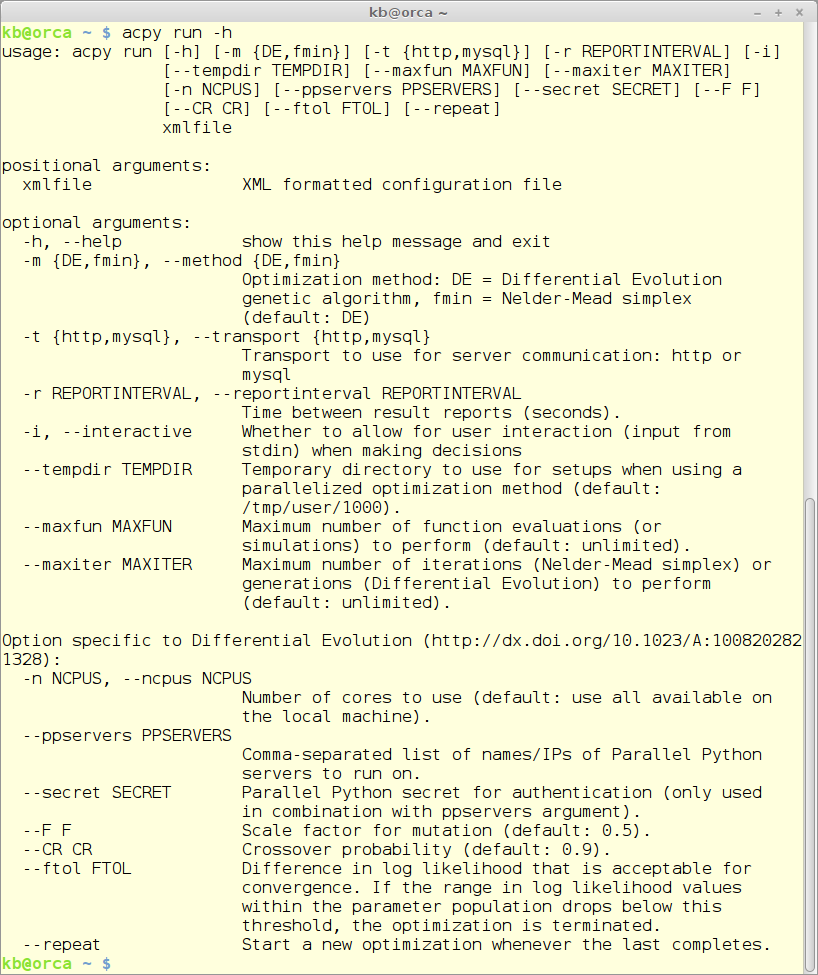 kb@orca ~
kb@orca ~ $ acpy run -h
usage: acpy run [-h] [-m {DE,fmin}] [-t {http,mysql}] [-r REPORTINTERVAL] [-i]
                [--tempdir TEMPDIR] [--maxfun MAXFUN] [--maxiter MAXITER]
                [-n NCPUS] [--ppservers PPSERVERS] [--secret SECRET] [--F F]
                [--CR CR] [--ftol FTOL] [--repeat]
                xmlfile

positional arguments:
  xmlfile               XML formatted configuration file

optional arguments:
  -h, --help            show this help message and exit
  -m {DE,fmin}, --method {DE,fmin}
                        Optimization method: DE = Differential Evolution
                        genetic algorithm, fmin = Nelder-Mead simplex
                        (default: DE)
  -t {http,mysql}, --transport {http,mysql}
                        Transport to use for server communication: http or
                        mysql
  -r REPORTINTERVAL, --reportinterval REPORTINTERVAL
                        Time between result reports (seconds).
  -i, --interactive     Whether to allow for user interaction (input from
                        stdin) when making decisions
  --tempdir TEMPDIR     Temporary directory to use for setups when using a
                        parallelized optimization method (default:
                        /tmp/user/1000).
  --maxfun MAXFUN       Maximum number of function evaluations (or
                        simulations) to perform (default: unlimited).
  --maxiter MAXITER     Maximum number of iterations (Nelder-Mead simplex) or
                        generations (Differential Evolution) to perform
                        (default: unlimited).

Option specific to Differential Evolution (http://dx.doi.org/10.1023/A:100820282
1328):
  -n NCPUS, --ncpus NCPUS
                        Number of cores to use (default: use all available on
                        the local machine).
  --ppservers PPSERVERS
                        Comma-separated list of names/IPs of Parallel Python
                        servers to run on.
  --secret SECRET       Parallel Python secret for authentication (only used
                        in combination with ppservers argument).
  --F F                 Scale factor for mutation (default: 0.5).
  --CR CR               Crossover probability (default: 0.9).
  --ftol FTOL           Difference in log likelihood that is acceptable for
                        convergence. If the range in log likelihood values
                        within the parameter population drops below this
                        threshold, the optimization is terminated.
  --repeat              Start a new optimization whenever the last completes.
kb@orca ~ $